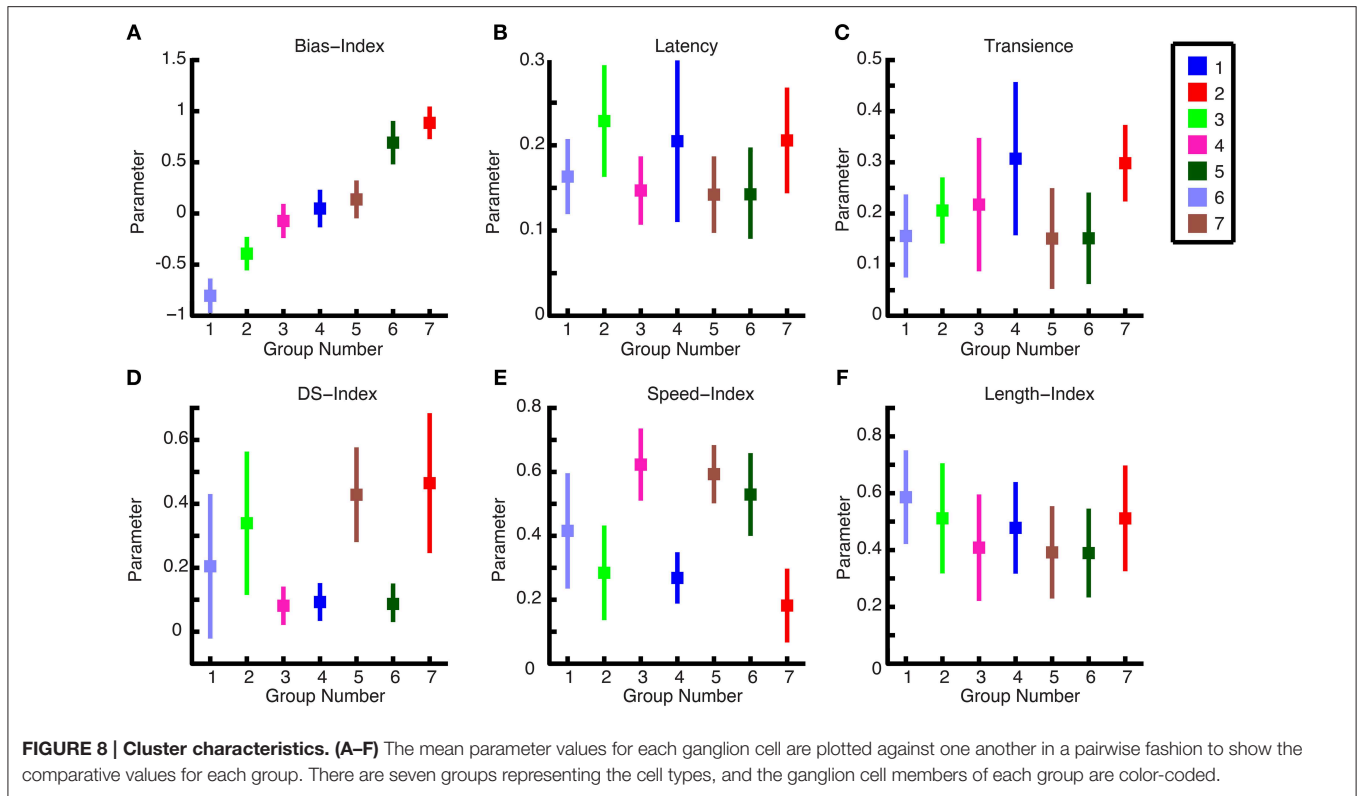 A
Bias–Index
1.5
1
0.5
0
-0.5
−1
Parameter
1 2 3 4 5 6 7
Group Number
B
Latency
0.3
0.2
0.1
0
Parameter
1 2 3 4 5 6 7
Group Number
C
Transience
0.5
0.4
0.3
0.2
0.1
0
Parameter
1 2 3 4 5 6 7
Group Number
1
2
3
4
5
6
7
D
DS–Index
0.6
0.4
0.2
0
Parameter
1 2 3 4 5 6 7
Group Number
E
Speed–Index
0.8
0.6
0.4
0.2
0
Parameter
1 2 3 4 5 6 7
Group Number
F
Length–Index
0.8
0.6
0.4
0.2
0
Parameter
1 2 3 4 5 6 7
Group Number
FIGURE 8 | Cluster characteristics. (A–F) The mean parameter values for each ganglion cell are plotted against one another in a pairwise fashion to show the
comparative values for each group. There are seven groups representing the cell types, and the ganglion cell members of each group are color-coded.